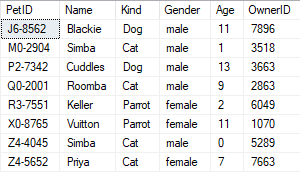 PetID Name Kind Gender Age OwnerID
J6-8562 Blackie Dog male 11 7896
M0-2904 Simba Cat male 1 3518
P2-7342 Cuddles Dog male 13 3663
Q0-2001 Roomba Cat male 9 2863
R3-7551 Keller Parrot female 2 6049
X0-8765 Vuitton Parrot female 11 1070
Z4-4045 Simba Cat male 0 5289
Z4-5652 Priya Cat female 7 7663